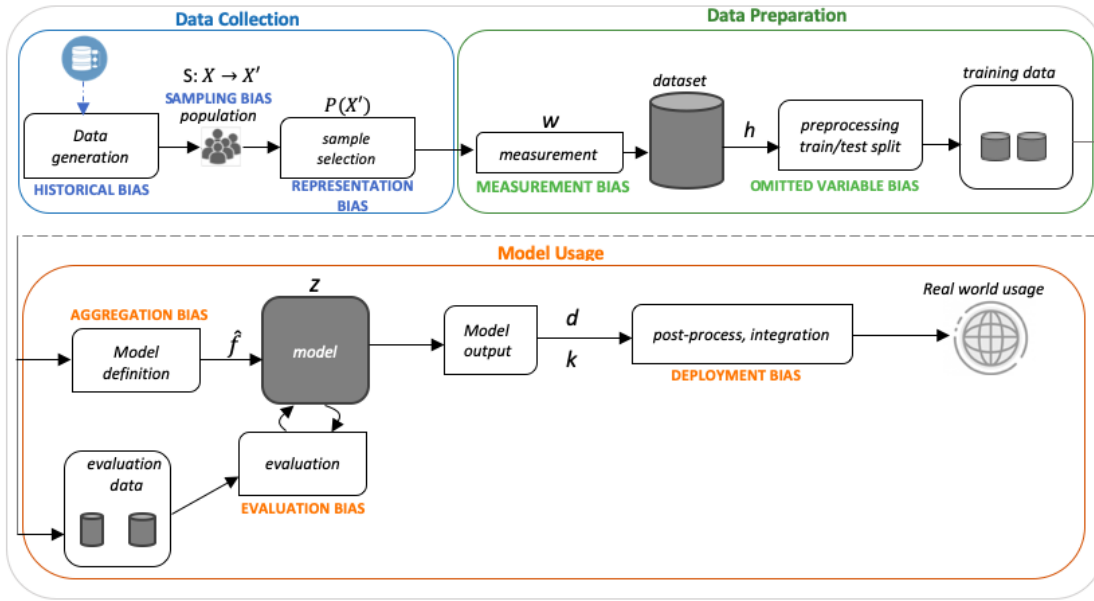 Data Collection
Data Preparation
S: X → X′
SAMPLING BIAS
population
Data
generation
HISTORICAL BIAS
P(X′)
sample
selection
REPRESENTATION
BIAS
w
measurement
MEASUREMENT BIAS
dataset
h
preprocessing
train/test split
OMITTED VARIABLE BIAS
training data
Model Usage
AGGREGATION BIAS
Model
definition
f̂
z
model
Model
output
d
k
post-process, integration
DEPLOYMENT BIAS
Real world usage
evaluation
data
evaluation
EVALUATION BIAS